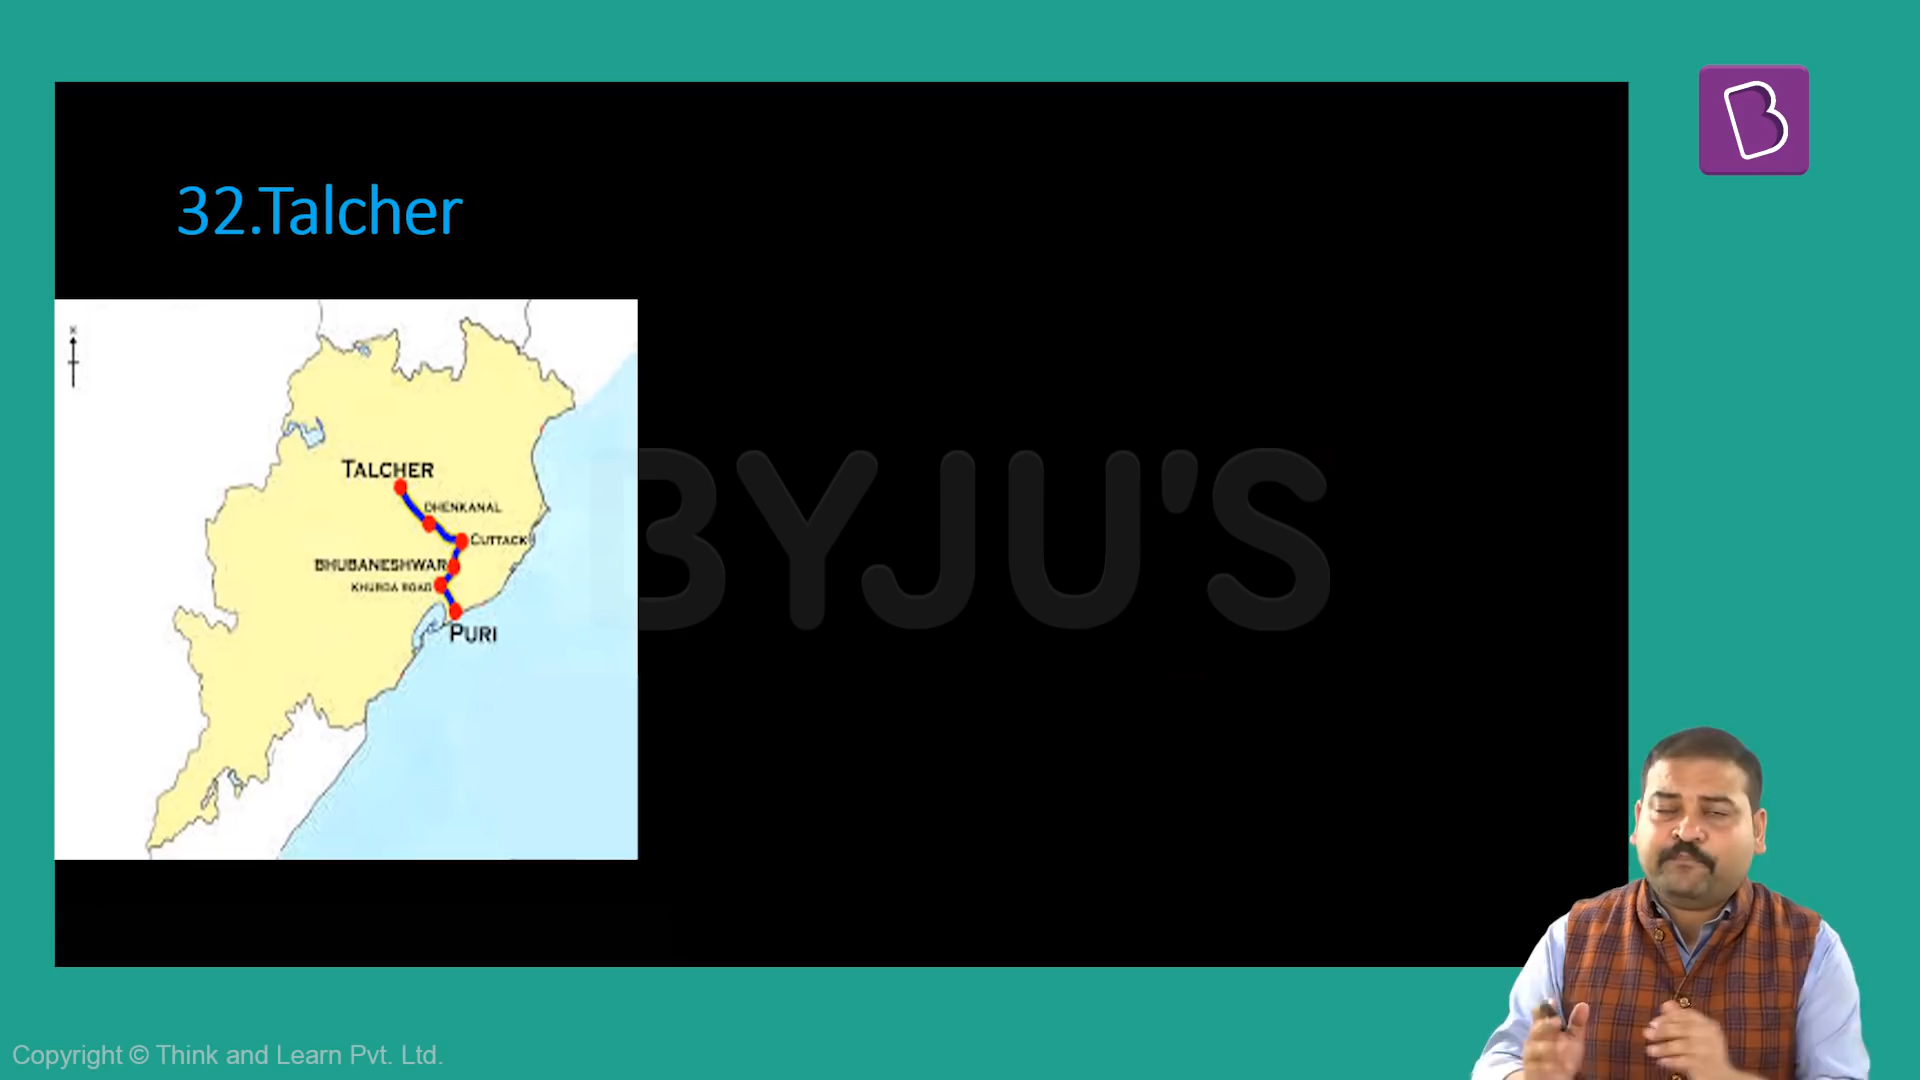 32.Talcher
TALCHER
DHENKANAL
CUTTACK
BHUBANESHWAR
KHURDA ROAD
PURI
BYJU'S
Copyright © Think and Learn Pvt. Ltd.